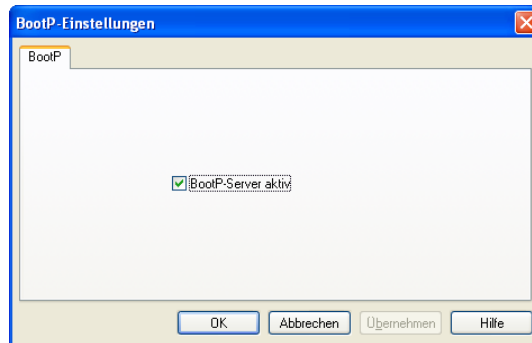 BootP-Einstellungen
BootP
BootP-Server aktiv
OK Abbrechen Übernehmen Hilfe